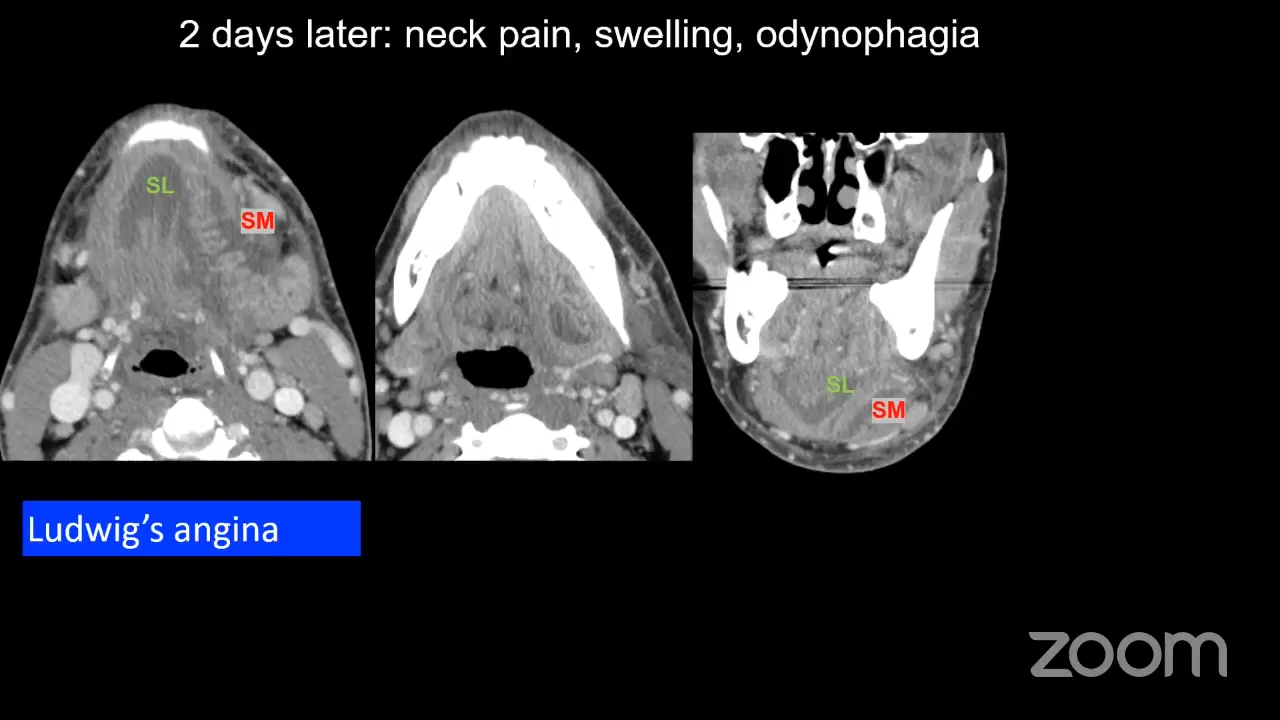 2 days later: neck pain, swelling, odynophagia
SL
SM
SL
SM
Ludwig’s angina
zoom